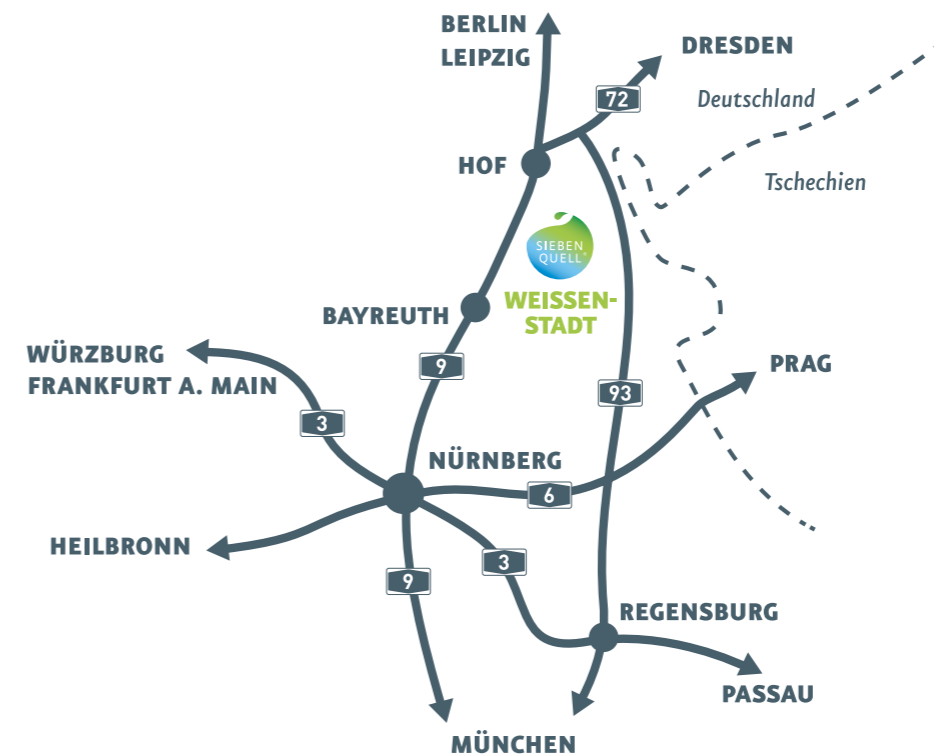 BERLIN
LEIPZIG
DRESDEN
72
Deutschland
HOF
Tschechien
SIEBEN
QUELL®
WEISSEN-
STADT
BAYREUTH
WÜRZBURG
FRANKFURT A. MAIN
9
PRAG
93
3
NÜRNBERG
6
HEILBRONN
3
9
REGENSBURG
PASSAU
MÜNCHEN